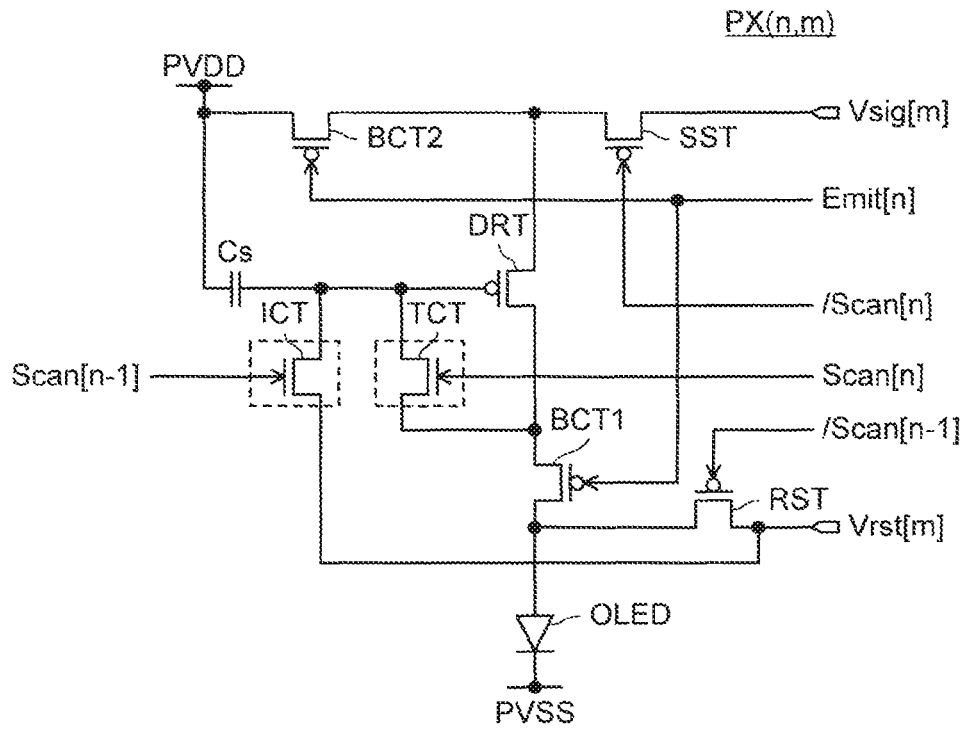 PX(n,m)
PVDD
BCT2
SST
Vsig[m]
Emit[n]
DRT
Cs
/Scan[n]
ICT
TCT
Scan[n-1]
Scan[n]
BCT1
/Scan[n-1]
RST
Vrst[m]
OLED
PVSS